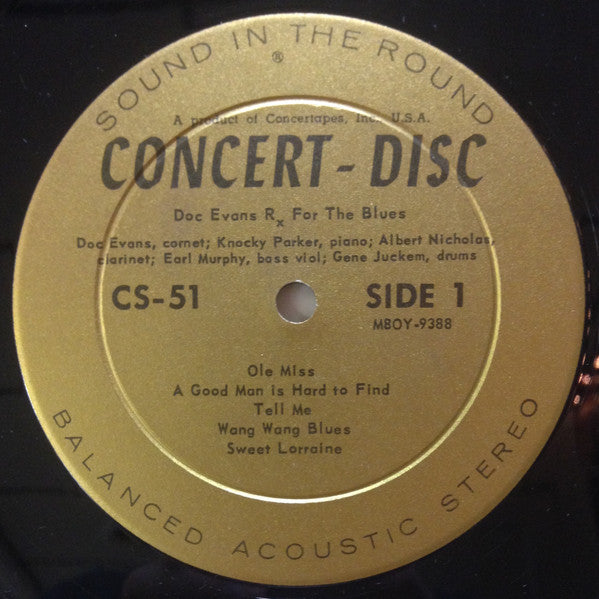 SOUND IN THE ROUND
®
A product of Concertapes, Inc. U.S.A.
CONCERT-DISC
Doc Evans Rx For The Blues
Doc Evans, cornet; Knocky Parker, piano; Albert Nicholas,
clarinet; Earl Murphy, bass viol; Gene Juckem, drums
CS-51
SIDE 1
MBOY-9388
Ole Miss
A Good Man is Hard to Find
Tell Me
Wang Wang Blues
Sweet Lorraine
BALANCED ACOUSTIC STEREO